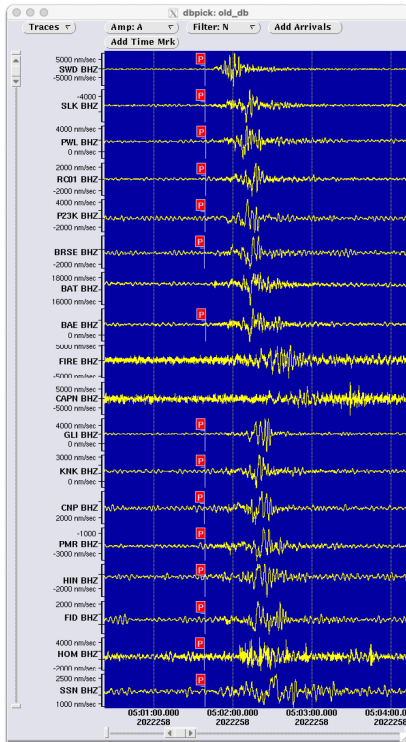 dbpick: old_db
Traces Amp: A Filter: N Add Arrivals
Add Time Mrk
5000 nm/sec
SWD BHZ
-5000 nm/sec
P
-4000
SLK BHZ
4000 nm/sec
PWL BHZ
0 nm/sec
P
2000 nm/sec
RC01 BHZ
-2000 nm/sec
P
4000 nm/sec
P23K BHZ
-2000 nm/sec
P
BRSE BHZ
-2000 nm/sec
P
18000 nm/sec
BAT BHZ
16000 nm/sec
P
BAE BHZ
0 nm/sec
P
5000 nm/sec
FIRE BHZ
-5000 nm/sec
5000 nm/sec
CAPN BHZ
-5000 nm/sec
4000 nm/sec
GLI BHZ
0 nm/sec
P
3000 nm/sec
KNK BHZ
0 nm/sec
P
CNP BHZ
2000 nm/sec
P
-1000
PMR BHZ
-3000 nm/sec
P
HIN BHZ
-2000 nm/sec
P
2000 nm/sec
FID BHZ
P
4000 nm/sec
HOM BHZ
-2000 nm/sec
P
2500 nm/sec
SSN BHZ
1000 nm/sec
P
05:01:00.000 05:02:00.000 05:03:00.000 05:04:00.000
2022258 2022258 2022258 2022258